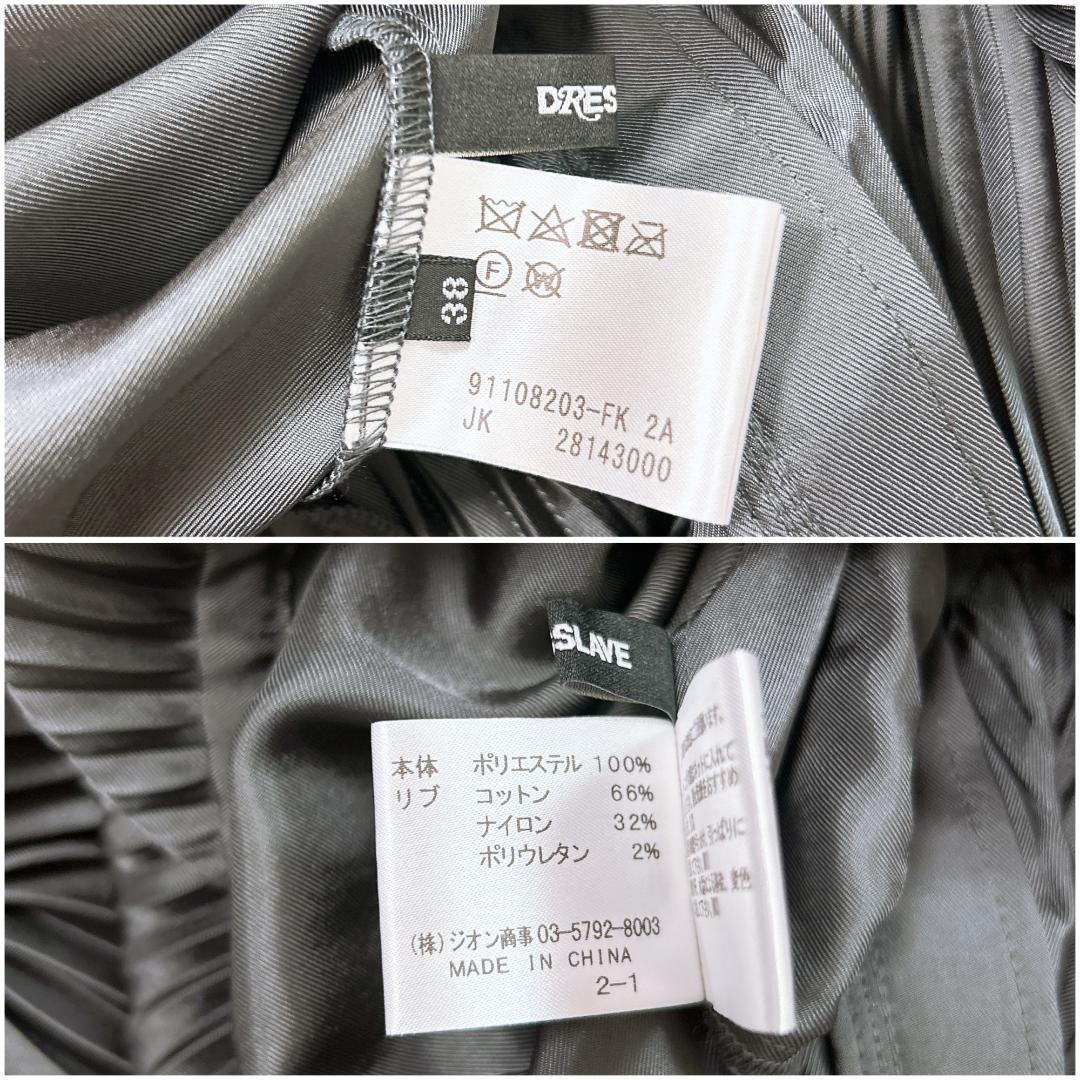 DRES
F
W
38
91108203-FK 2A
JK 28143000
SLAVE
本体 ポリエステル 100%
リブ コットン 66%
ナイロン 32%
ポリウレタン 2%
(株)ジオン商事 03-5792-8003
MADE IN CHINA
2-1